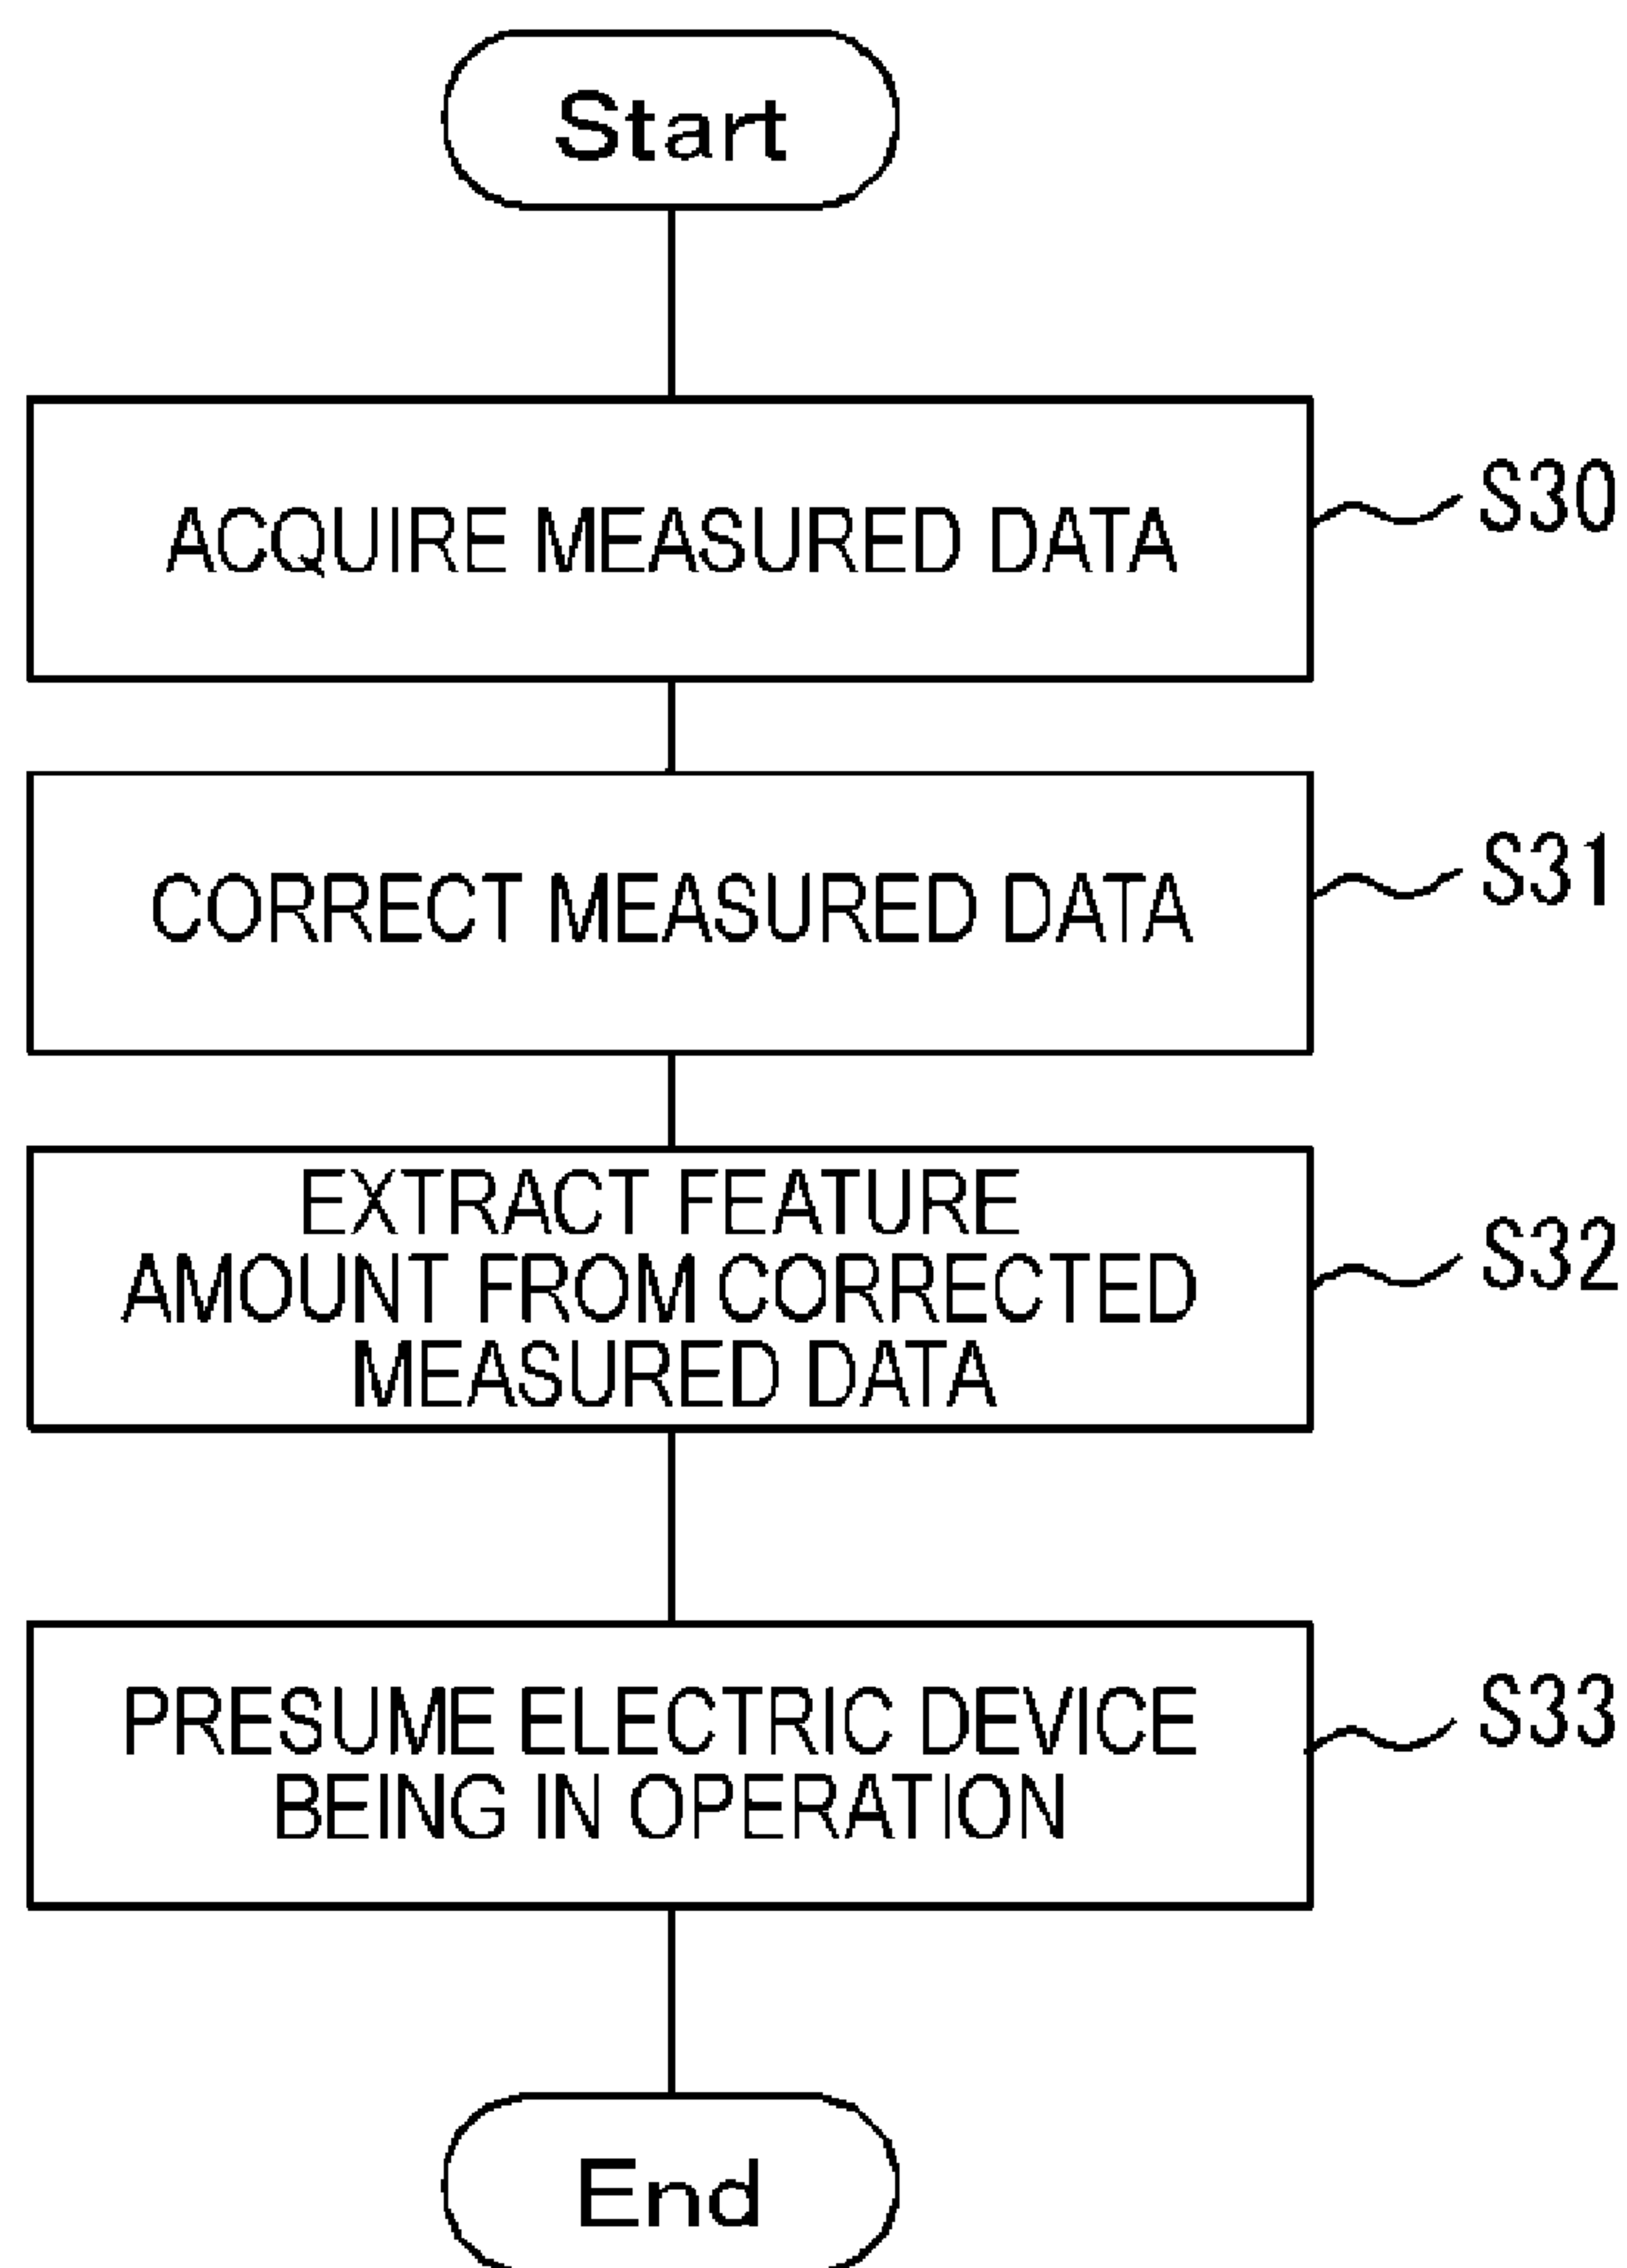 Start
ACQUIRE MEASURED DATA
S30
CORRECT MEASURED DATA
S31
EXTRACT FEATURE
AMOUNT FROM CORRECTED
MEASURED DATA
S32
PRESUME ELECTRIC DEVICE
BEING IN OPERATION
S33
End